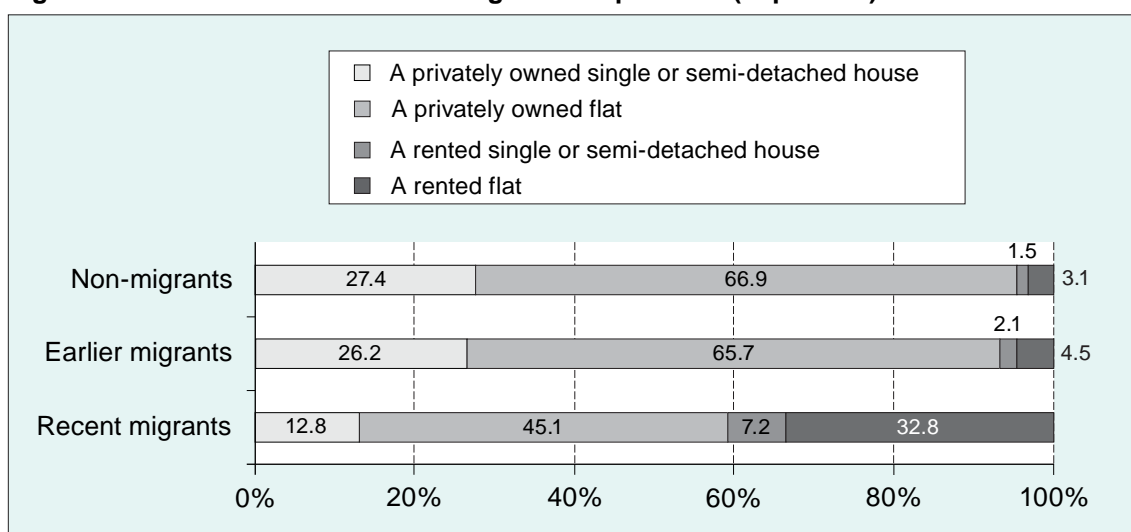 A privately owned single or semi-detached house
A privately owned flat
A rented single or semi-detached house
A rented flat
1.5
Non-migrants 27.4 66.9 3.1
2.1
Earlier migrants 26.2 65.7 4.5
Recent migrants 12.8 45.1 7.2 32.8
0% 20% 40% 60% 80% 100%